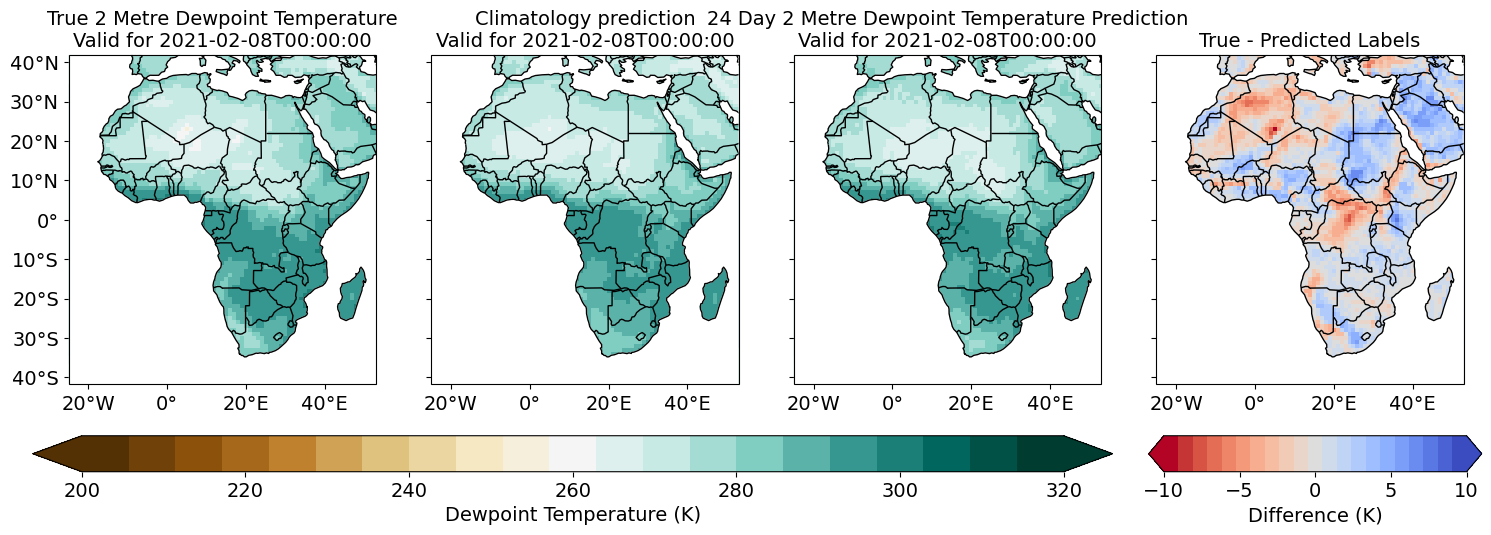 True 2 Metre Dewpoint Temperature
Valid for 2021-02-08T00:00:00
Climatology prediction
Valid for 2021-02-08T00:00:00
24 Day 2 Metre Dewpoint Temperature Prediction
Valid for 2021-02-08T00:00:00
True - Predicted Labels
40°N
30°N
20°N
10°N
0°
10°S
20°S
30°S
40°S
20°W 0° 20°E 40°E
20°W 0° 20°E 40°E
20°W 0° 20°E 40°E
20°W 0° 20°E 40°E
200 220 240 260 280 300 320
Dewpoint Temperature (K)
−10 −5 0 5 10
Difference (K)